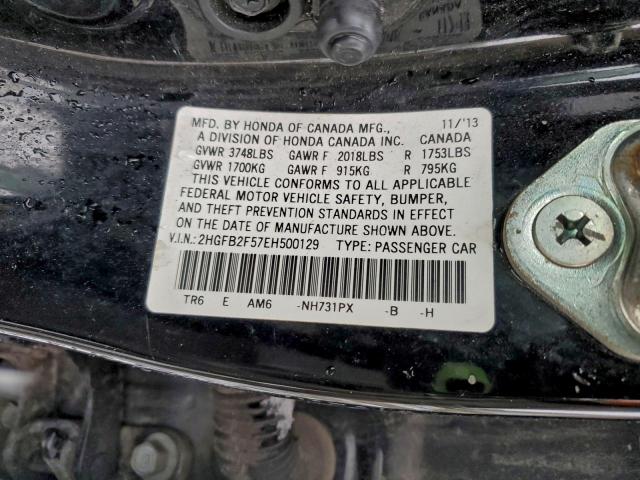 MFD. BY HONDA OF CANADA MFG., 11/'13
A DIVISION OF HONDA CANADA INC. CANADA
GVWR 3748LBS GAWR F 2018LBS R 1753LBS
GVWR 1700KG GAWR F 915KG R 795KG
THIS VEHICLE CONFORMS TO ALL APPLICABLE
FEDERAL MOTOR VEHICLE SAFETY, BUMPER,
AND THEFT PREVENTION STANDARDS IN EFFECT
ON THE DATE OF MANUFACTURE SHOWN ABOVE.
V.I.N.: 2HGFB2F57EH500129 TYPE: PASSENGER CAR
TR6 E AM6 -NH731PX -B -H